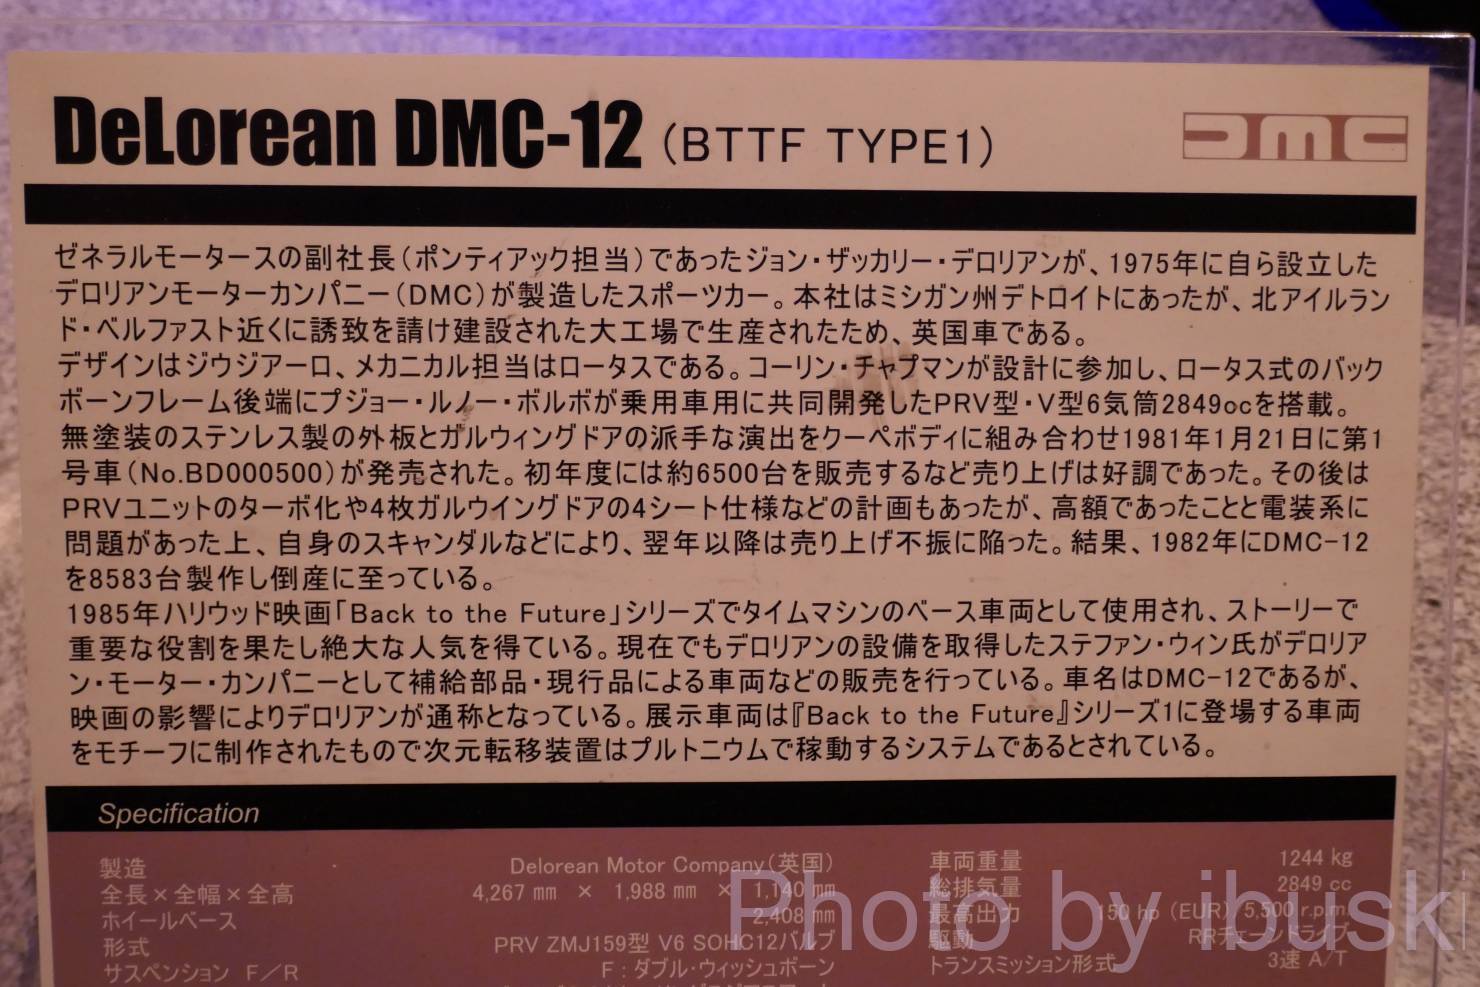 DeLorean DMC-12 (BTTF TYPE1)
DMC
ゼネラルモータースの副社長(ポンティアック担当)であったジョン・ザッカリー・デロリアンが、1975年に自ら設立した
デロリアンモーターカンパニー(DMC)が製造したスポーツカー。本社はミシガン州デトロイトにあったが、北アイルラン
ド・ベルファスト近くに誘致を請け建設された大工場で生産されたため、英国車である。
デザインはジウジアーロ、メカニカル担当はロータスである。コーリン・チャプマンが設計に参加し、ロータス式のバック
ボーンフレーム後端にプジョー・ルノー・ボルボが乗用車用に共同開発したPRV型・V型6気筒2849ccを搭載。
無塗装のステンレス製の外板とガルウィングドアの派手な演出をクーペボディに組み合わせ1981年1月21日に第1
号車(No.BD000500)が発売された。初年度には約6500台を販売するなど売り上げは好調であった。その後は
PRVユニットのターボ化や4枚ガルウイングドアの4シート仕様などの計画もあったが、高額であったことと電装系に
問題があった上、自身のスキャンダルなどにより、翌年以降は売り上げ不振に陥った。結果、1982年にDMC-12
を8583台製作し倒産に至っている。
1985年ハリウッド映画「Back to the Future」シリーズでタイムマシンのベース車両として使用され、ストーリーで
重要な役割を果たし絶大な人気を得ている。現在でもデロリアンの設備を取得したステファン・ウィン氏がデロリア
ン・モーター・カンパニーとして補給部品・現行品による車両などの販売を行っている。車名はDMC-12であるが、
映画の影響によりデロリアンが通称となっている。展示車両は『Back to the Future』シリーズ1に登場する車両
をモチーフに制作されたもので次元転移装置はプルトニウムで稼動するシステムであるとされている。
Specification
製造 Delorean Motor Company(英国)
全長×全幅×全高 4,267 mm × 1,988 mm × 1,140 mm
ホイールベース 2,408 mm
形式 PRV ZMJ159型 V6 SOHC12バルブ
サスペンション F/R F:ダブル・ウィッシュボーン
車両重量 1244 kg
総排気量 2849 cc
最高出力 150 hp (EUR) 5,500 r.p.m.
駆動 RRチェーンドライブ
トランスミッション形式 3速 A/T
Photo by ibuski